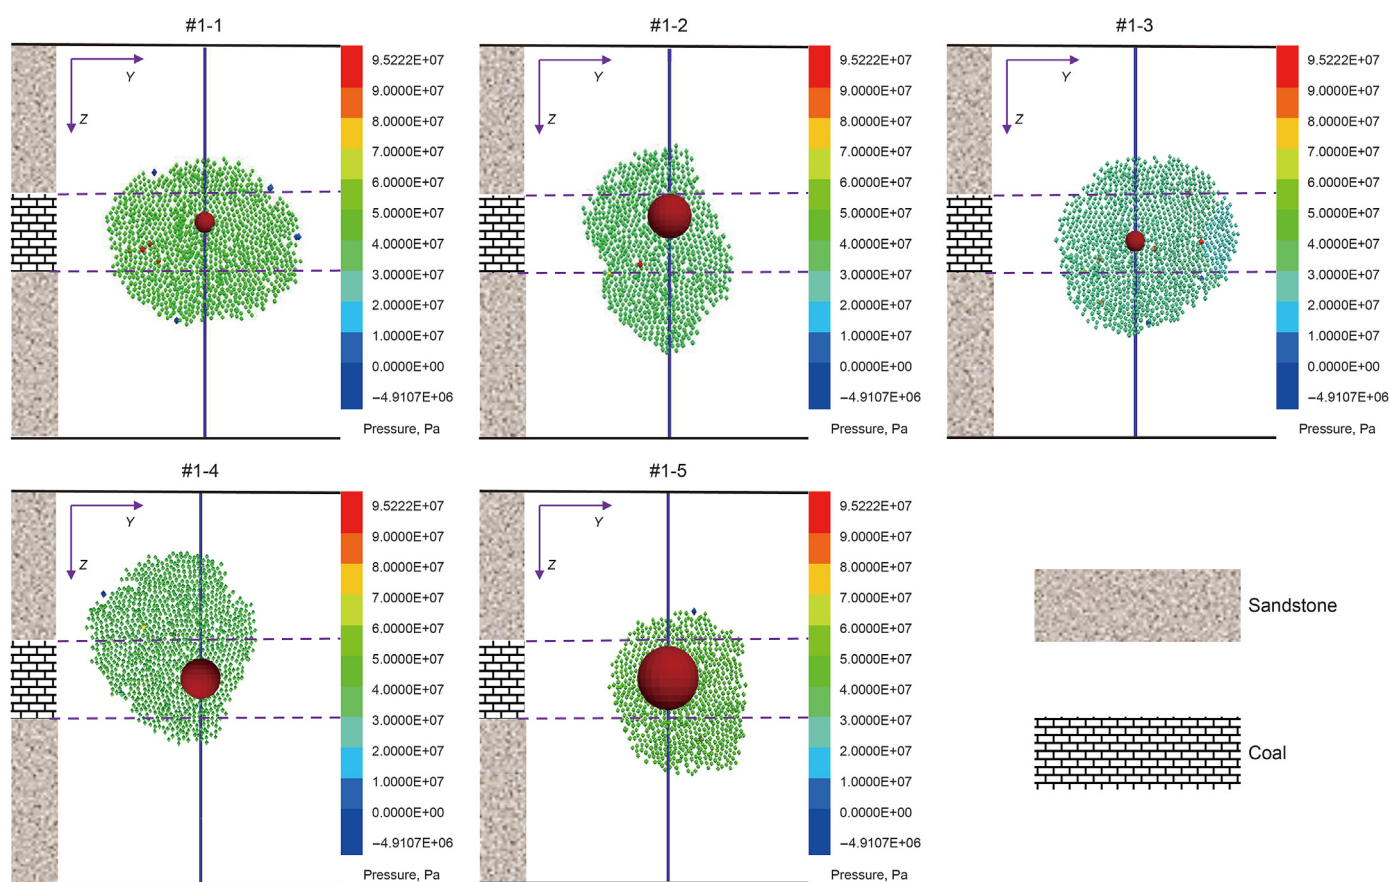 #1-1
Y
Z
9.5222E+07
9.0000E+07
8.0000E+07
7.0000E+07
6.0000E+07
5.0000E+07
4.0000E+07
3.0000E+07
2.0000E+07
1.0000E+07
0.0000E+00
−4.9107E+06
Pressure, Pa
#1-2
Y
Z
9.5222E+07
9.0000E+07
8.0000E+07
7.0000E+07
6.0000E+07
5.0000E+07
4.0000E+07
3.0000E+07
2.0000E+07
1.0000E+07
0.0000E+00
−4.9107E+06
Pressure, Pa
#1-3
Y
Z
9.5222E+07
9.0000E+07
8.0000E+07
7.0000E+07
6.0000E+07
5.0000E+07
4.0000E+07
3.0000E+07
2.0000E+07
1.0000E+07
0.0000E+00
−4.9107E+06
Pressure, Pa
#1-4
Y
Z
9.5222E+07
9.0000E+07
8.0000E+07
7.0000E+07
6.0000E+07
5.0000E+07
4.0000E+07
3.0000E+07
2.0000E+07
1.0000E+07
0.0000E+00
−4.9107E+06
Pressure, Pa
#1-5
Y
Z
9.5222E+07
9.0000E+07
8.0000E+07
7.0000E+07
6.0000E+07
5.0000E+07
4.0000E+07
3.0000E+07
2.0000E+07
1.0000E+07
0.0000E+00
−4.9107E+06
Pressure, Pa
Sandstone
Coal